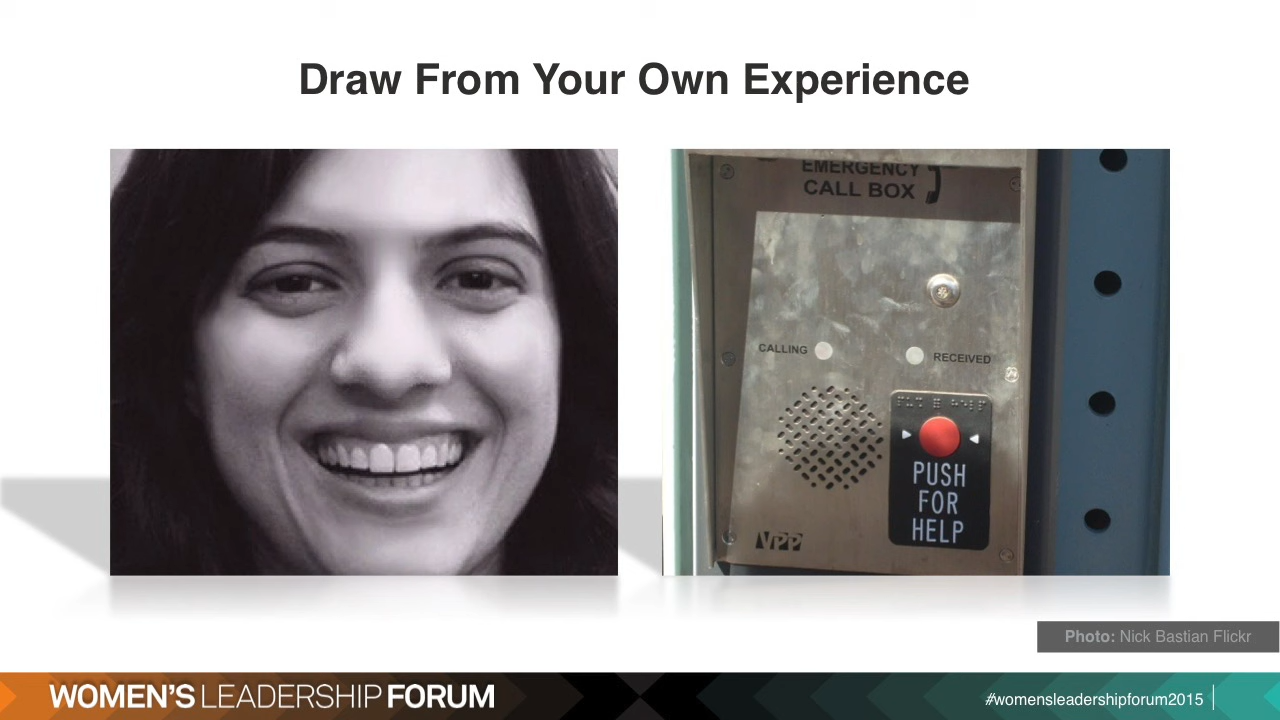 Draw From Your Own Experience
EMERGENCY
CALL BOX
CALLING
RECEIVED
PUSH
FOR
HELP
VPP
Photo: Nick Bastian Flickr
WOMEN'S LEADERSHIP FORUM
#womensleadershipforum2015